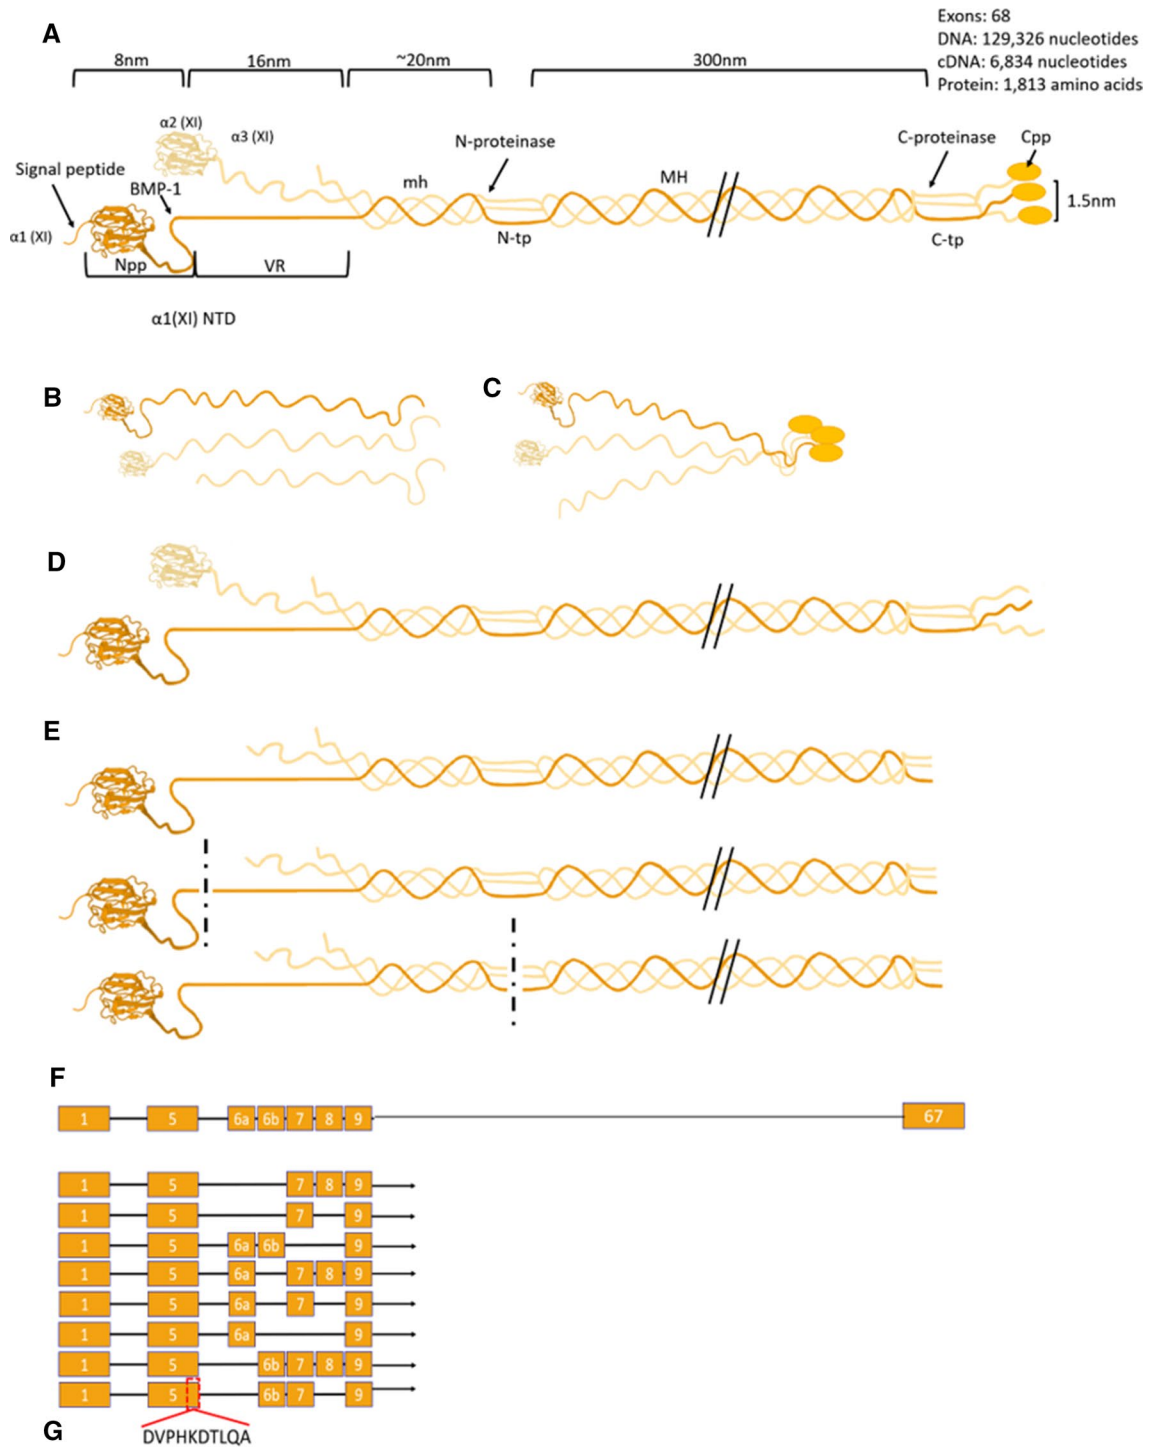 A
Exons: 68
DNA: 129,326 nucleotides
cDNA: 6,834 nucleotides
Protein: 1,813 amino acids
8nm 16nm ~20nm 300nm
α2 (XI)
α3 (XI)
N-proteinase
C-proteinase
Cpp
Signal peptide
BMP-1
mh
MH
1.5nm
α1 (XI)
N-tp
C-tp
Npp
VR
α1(XI) NTD
B
C
D
E
F
1 5 6a 6b 7 8 9 67
1 5 7 8 9
1 5 7 9
1 5 6a 6b 9
1 5 6a 7 8 9
1 5 6a 7 9
1 5 6a 9
1 5 6b 7 8 9
1 5 6b 7 9
G
DVPHKDTLQA